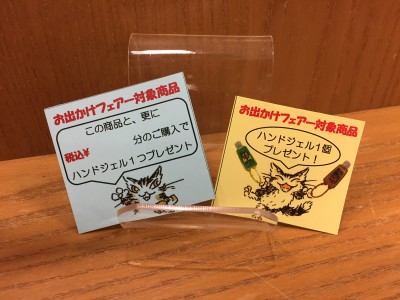 お出かけフェアー対象商品
この商品と、更に
税込¥　　　分のご購入で
ハンドジェル１つプレゼント
お出かけフェアー対象商品
ハンドジェル１個
プレゼント！